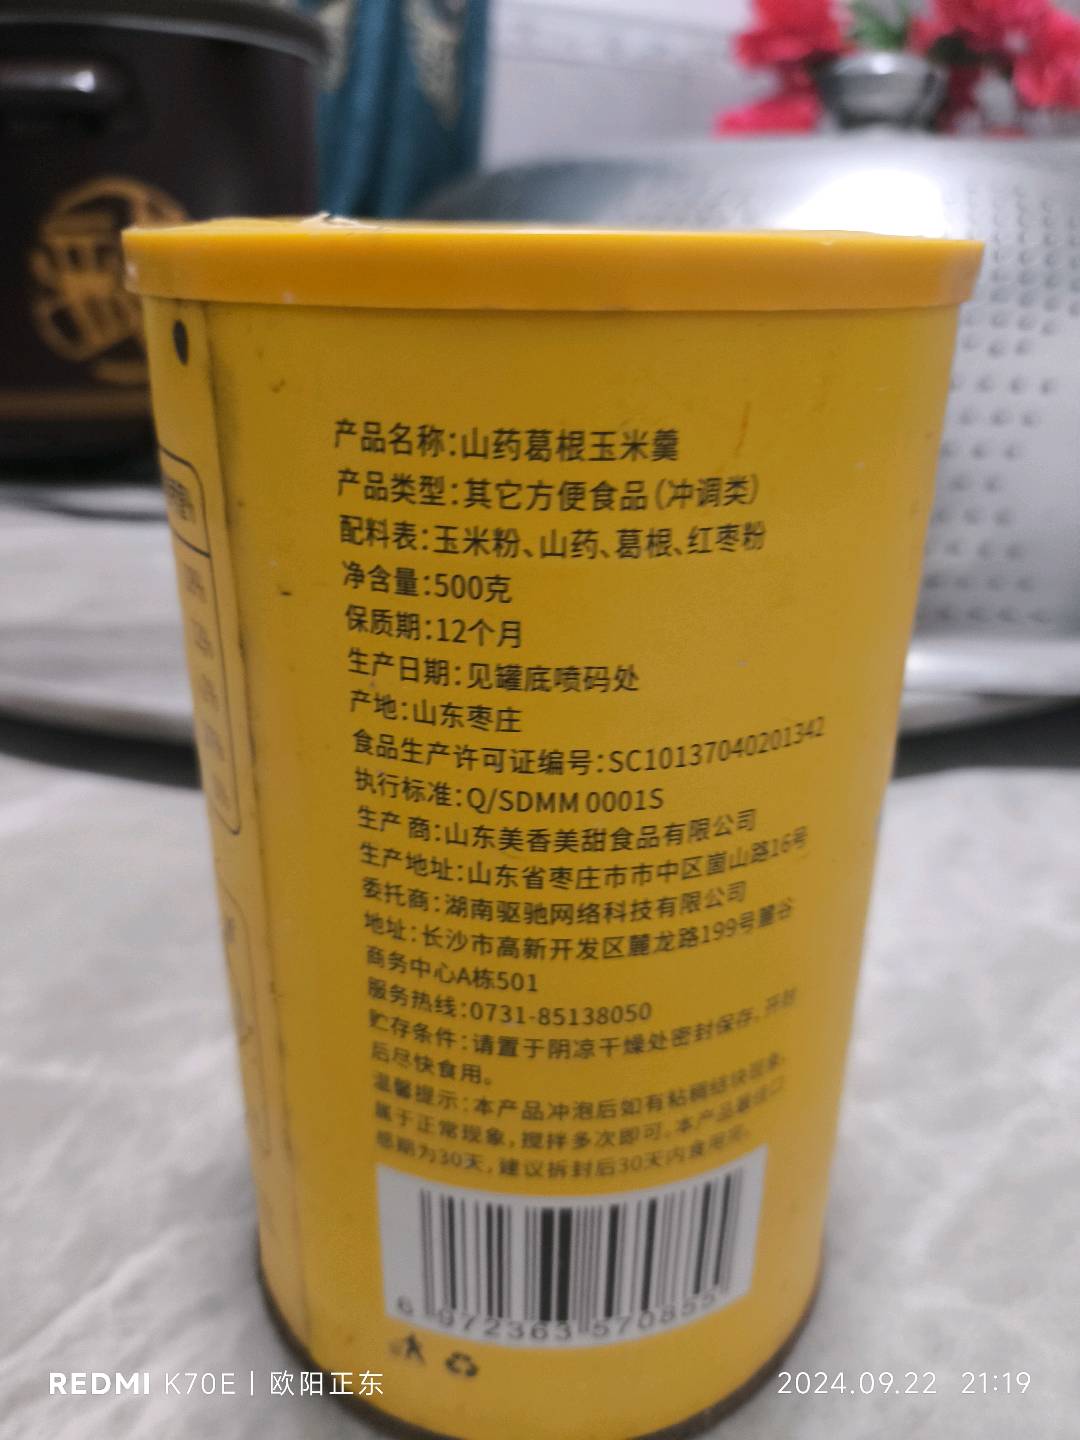 产品名称:山药葛根玉米羹
产品类型:其它方便食品(冲调类)
配料表:玉米粉、山药、葛根、红枣粉
净含量:500克
保质期:12个月
生产日期:见罐底喷码处
产地:山东枣庄
食品生产许可证编号:SC10137040201342
执行标准:Q/SDMM 0001S
生产 商:山东美香美甜食品有限公司
生产地址:山东省枣庄市市中区崮山路16号
委托商:湖南驱驰网络科技有限公司
地址:长沙市高新开发区麓龙路199号麓谷
商务中心A栋501
服务热线:0731-85138050
贮存条件:请置于阴凉干燥处密封保存,开封
后尽快食用。
温馨提示:本产品冲泡后如有粘稠结块现象,
属于正常现象,搅拌多次即可,本产品最佳口
感期为30天,建议拆封后30天内食用完。
6 972363 570855
REDMI K70E | 欧阳正东
2024.09.22 21:19